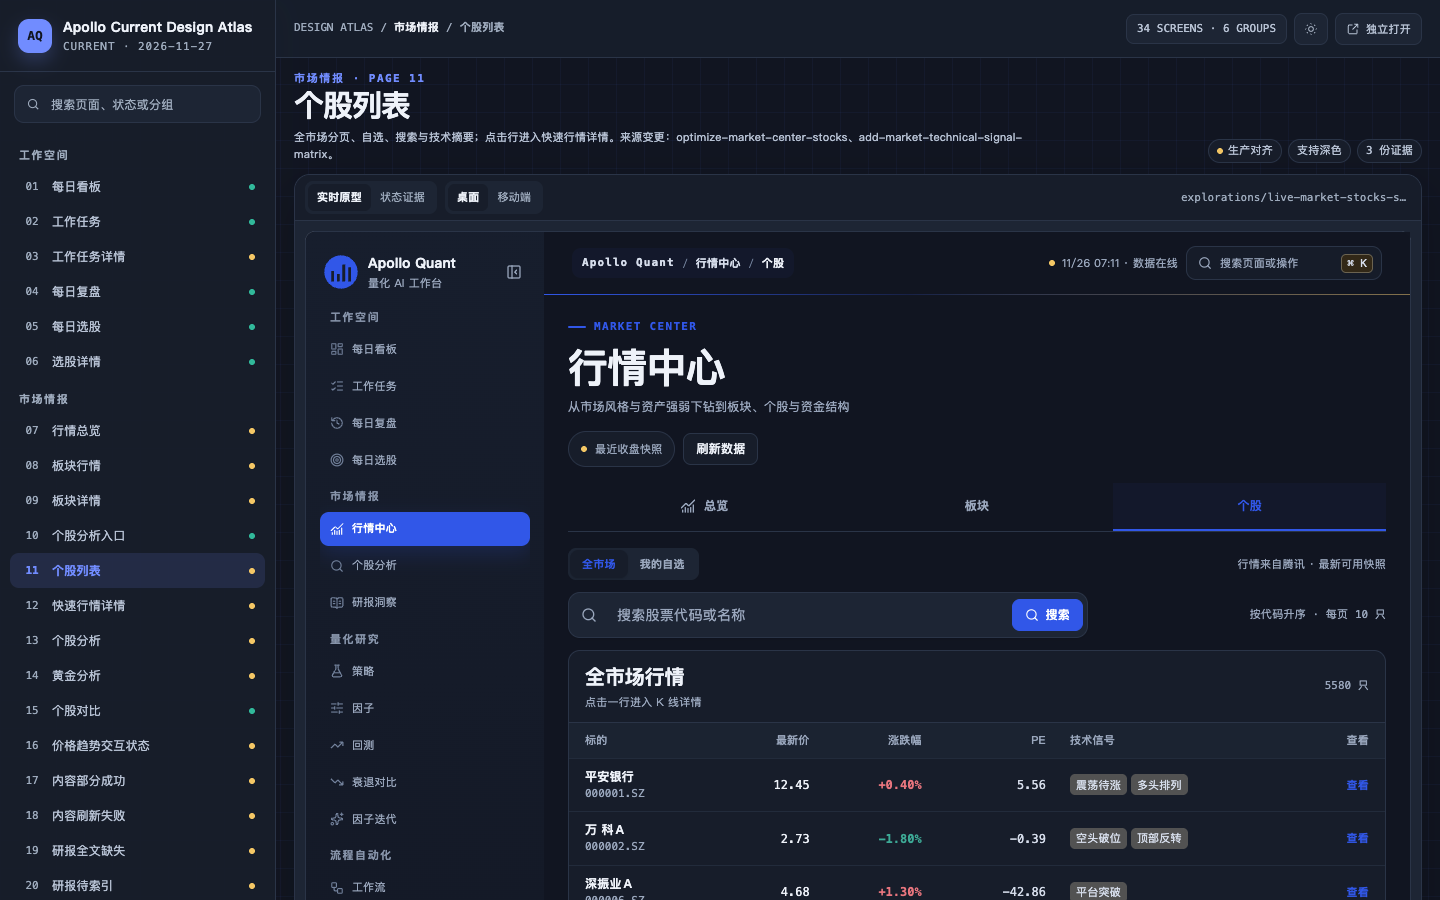 AQ
Apollo Current Design Atlas
CURRENT · 2026-11-27
搜索页面、状态或分组
工作空间
01 每日看板
02 工作任务
03 工作任务详情
04 每日复盘
05 每日选股
06 选股详情
市场情报
07 行情总览
08 板块行情
09 板块详情
10 个股分析入口
11 个股列表
12 快速行情详情
13 个股分析
14 黄金分析
15 个股对比
16 价格趋势交互状态
17 内容部分成功
18 内容刷新失败
19 研报全文缺失
20 研报待索引
DESIGN ATLAS / 市场情报 / 个股列表
34 SCREENS · 6 GROUPS
独立打开
市场情报 · PAGE 11
个股列表
全市场分页、自选、搜索与技术摘要；点击行进入快速行情详情。来源变更：optimize-market-center-stocks、add-market-technical-signal-
matrix。
生产对齐
支持深色
3 份证据
实时原型 状态证据 桌面 移动端
explorations/live-market-stocks-s…
Apollo Quant
量化 AI 工作台
工作空间
每日看板
工作任务
每日复盘
每日选股
市场情报
行情中心
个股分析
研报洞察
量化研究
策略
因子
回测
衰退对比
因子迭代
流程自动化
工作流
Apollo Quant / 行情中心 / 个股
11/26 07:11 · 数据在线
搜索页面或操作
⌘ K
MARKET CENTER
行情中心
从市场风格与资产强弱下钻到板块、个股与资金结构
最近收盘快照
刷新数据
总览 板块 个股
全市场 我的自选
行情来自腾讯 · 最新可用快照
搜索股票代码或名称
搜索
按代码升序 · 每页 10 只
全市场行情
点击一行进入 K 线详情
5580 只
标的 最新价 涨跌幅 PE 技术信号 查看
平安银行
000001.SZ
12.45 +0.40% 5.56 震荡待涨 多头排列 查看
万 科A
000002.SZ
2.73 -1.80% -0.39 空头破位 顶部反转 查看
深振业A
000006.SZ
4.68 +1.30% -42.86 平台突破 查看